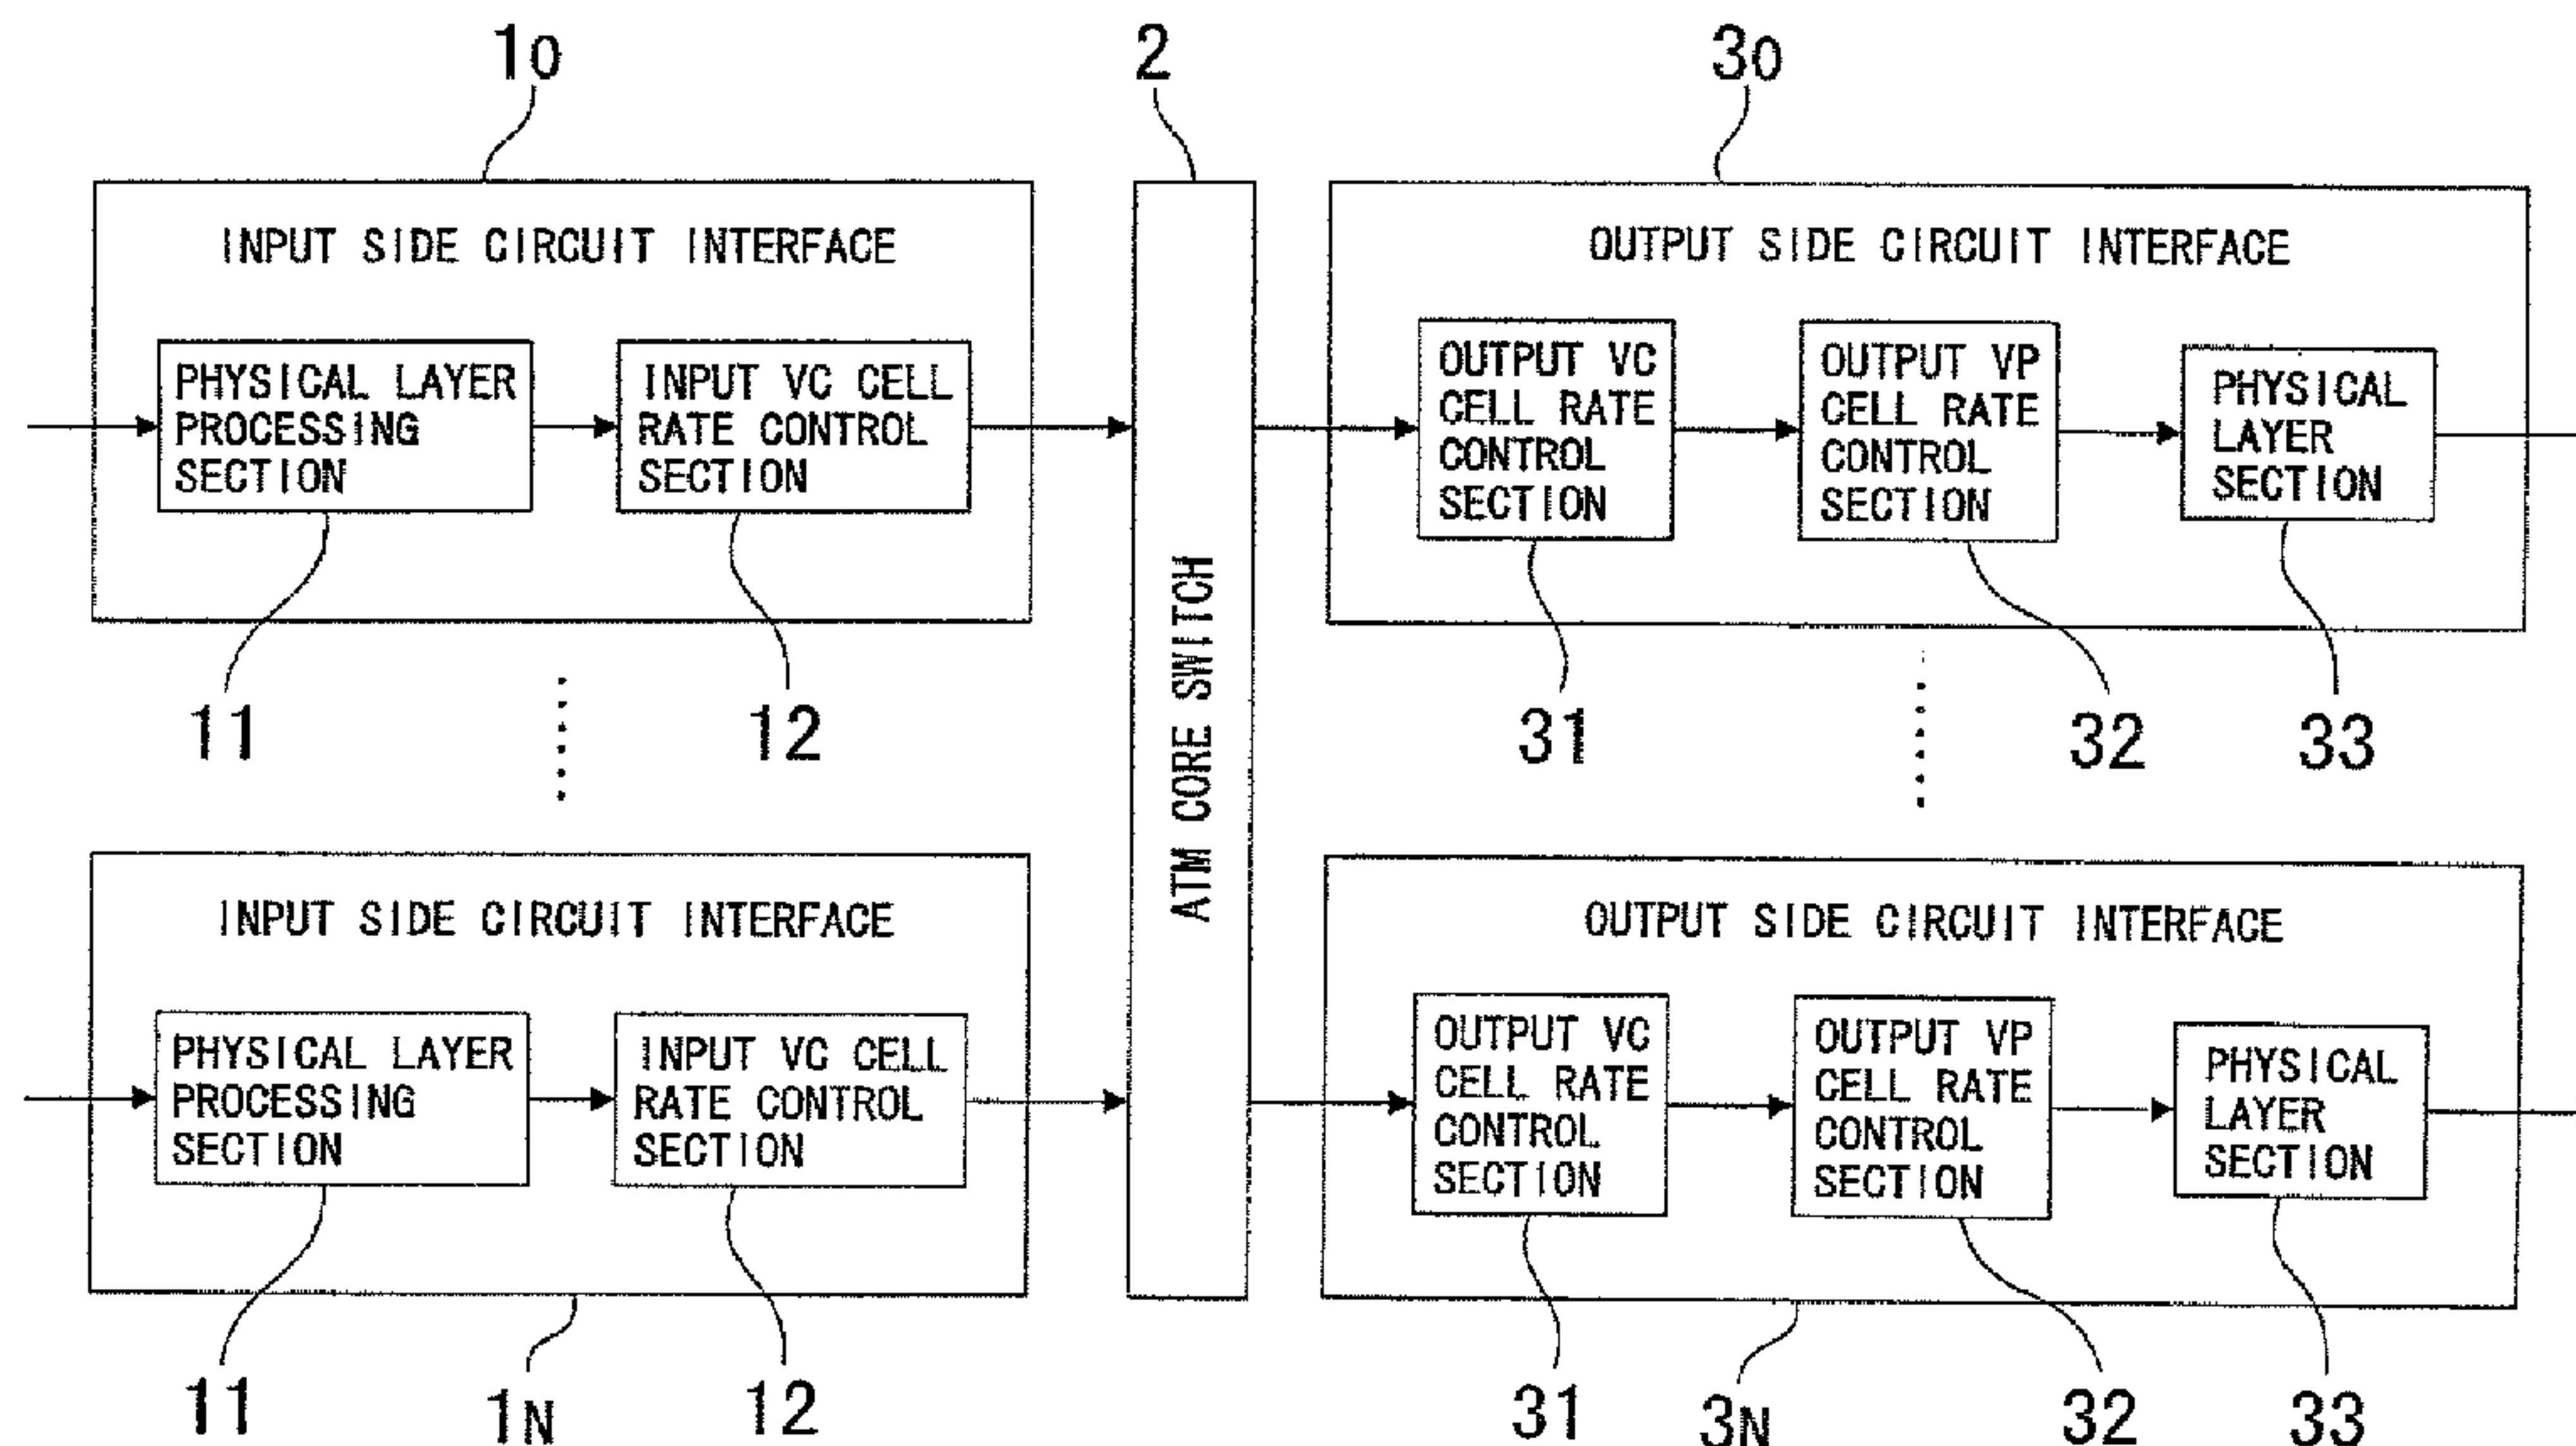 10
2
30
INPUT SIDE CIRCUIT INTERFACE
OUTPUT SIDE CIRCUIT INTERFACE
PHYSICAL LAYER
PROCESSING
SECTION
INPUT VC CELL
RATE CONTROL
SECTION
OUTPUT VC
CELL RATE
CONTROL
SECTION
OUTPUT VP
CELL RATE
CONTROL
SECTION
PHYSICAL
LAYER
SECTION
11
12
ATM CORE SWITCH
31
32
33
INPUT SIDE CIRCUIT INTERFACE
OUTPUT SIDE CIRCUIT INTERFACE
PHYSICAL LAYER
PROCESSING
SECTION
INPUT VC CELL
RATE CONTROL
SECTION
OUTPUT VC
CELL RATE
CONTROL
SECTION
OUTPUT VP
CELL RATE
CONTROL
SECTION
PHYSICAL
LAYER
SECTION
11
1N
12
31
3N
32
33